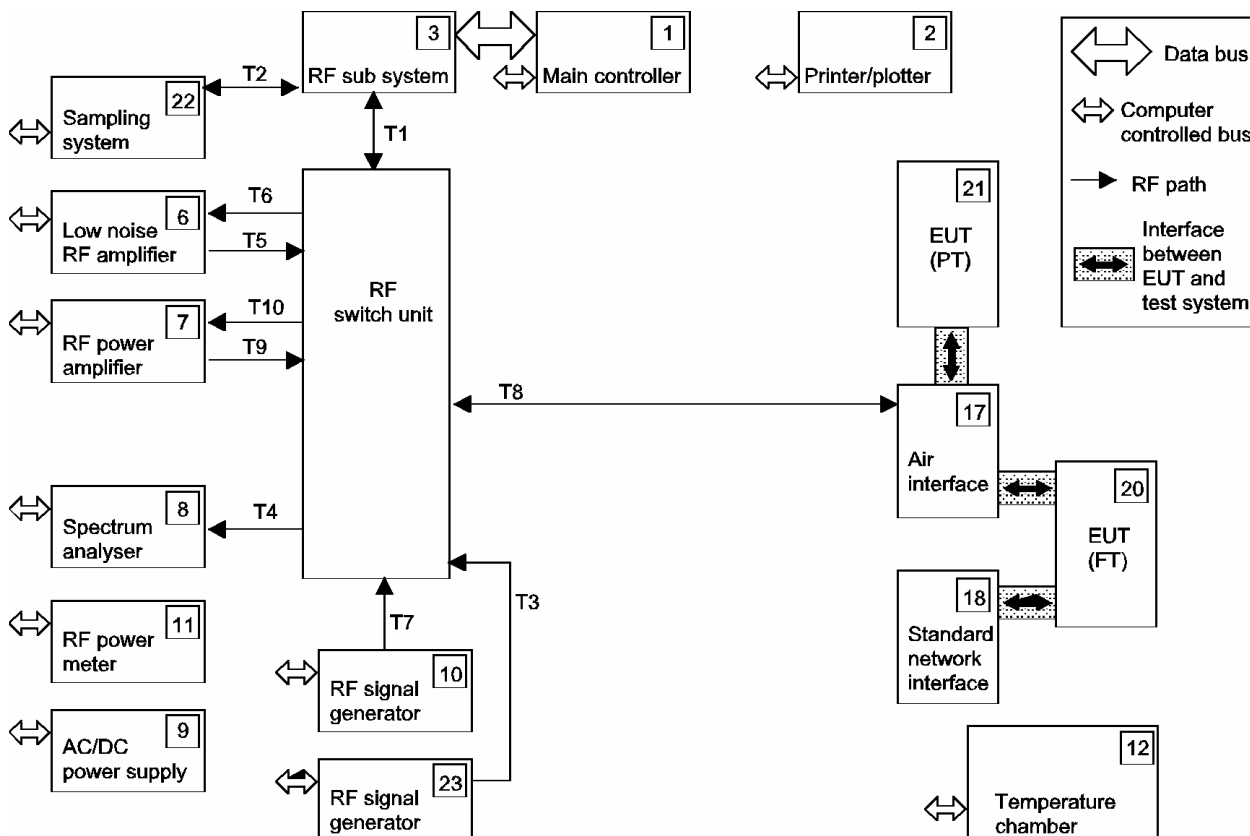 3
RF sub system
1
Main controller
2
Printer/plotter
Data bus
Computer
controlled bus
RF path
Interface
between
EUT and
test system
T2
22
Sampling
system
T1
21
EUT
(PT)
T6
6
Low noise
RF amplifier
T5
RF
switch unit
T10
7
RF power
amplifier
T9
T8
17
Air
interface
20
EUT
(FT)
8
Spectrum
analyser
T4
T3
18
Standard
network
interface
11
RF power
meter
T7
10
RF signal
generator
9
AC/DC
power supply
23
RF signal
generator
12
Temperature
chamber